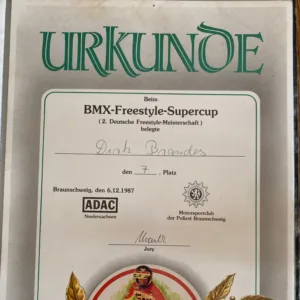 URKUNDE
Beim
BMX-Freestyle-Supercup
( 2. Deutsche Freestyle-Meisterschaft )
belegte
Dirk Brandes
den 7. Platz
Braunschweig, den 6.12.1987
ADAC
Niedersachsen
Motorsportclub
der Polizei Braunschweig
Jury